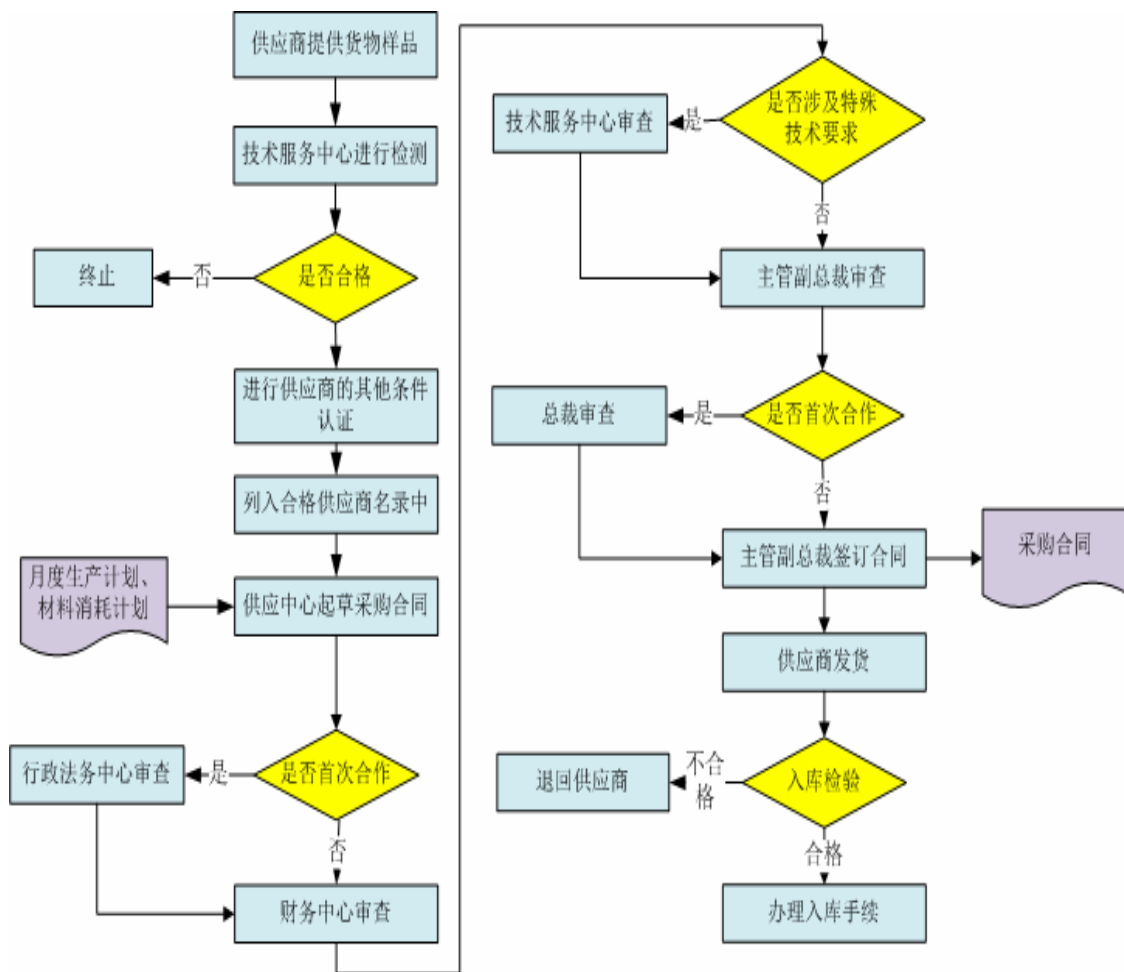 供应商提供货物样品
技术服务中心进行检测
是否合格
否
终止
进行供应商的其他条件
认证
列入合格供应商名录中
月度生产计划、
材料消耗计划
供应中心起草采购合同
是否首次合作
是
行政法务中心审查
否
财务中心审查
是否涉及特殊
技术要求
是
技术服务中心审查
否
主管副总裁审查
是否首次合作
是
总裁审查
否
主管副总裁签订合同
采购合同
供应商发货
入库检验
不合
格
退回供应商
合格
办理入库手续